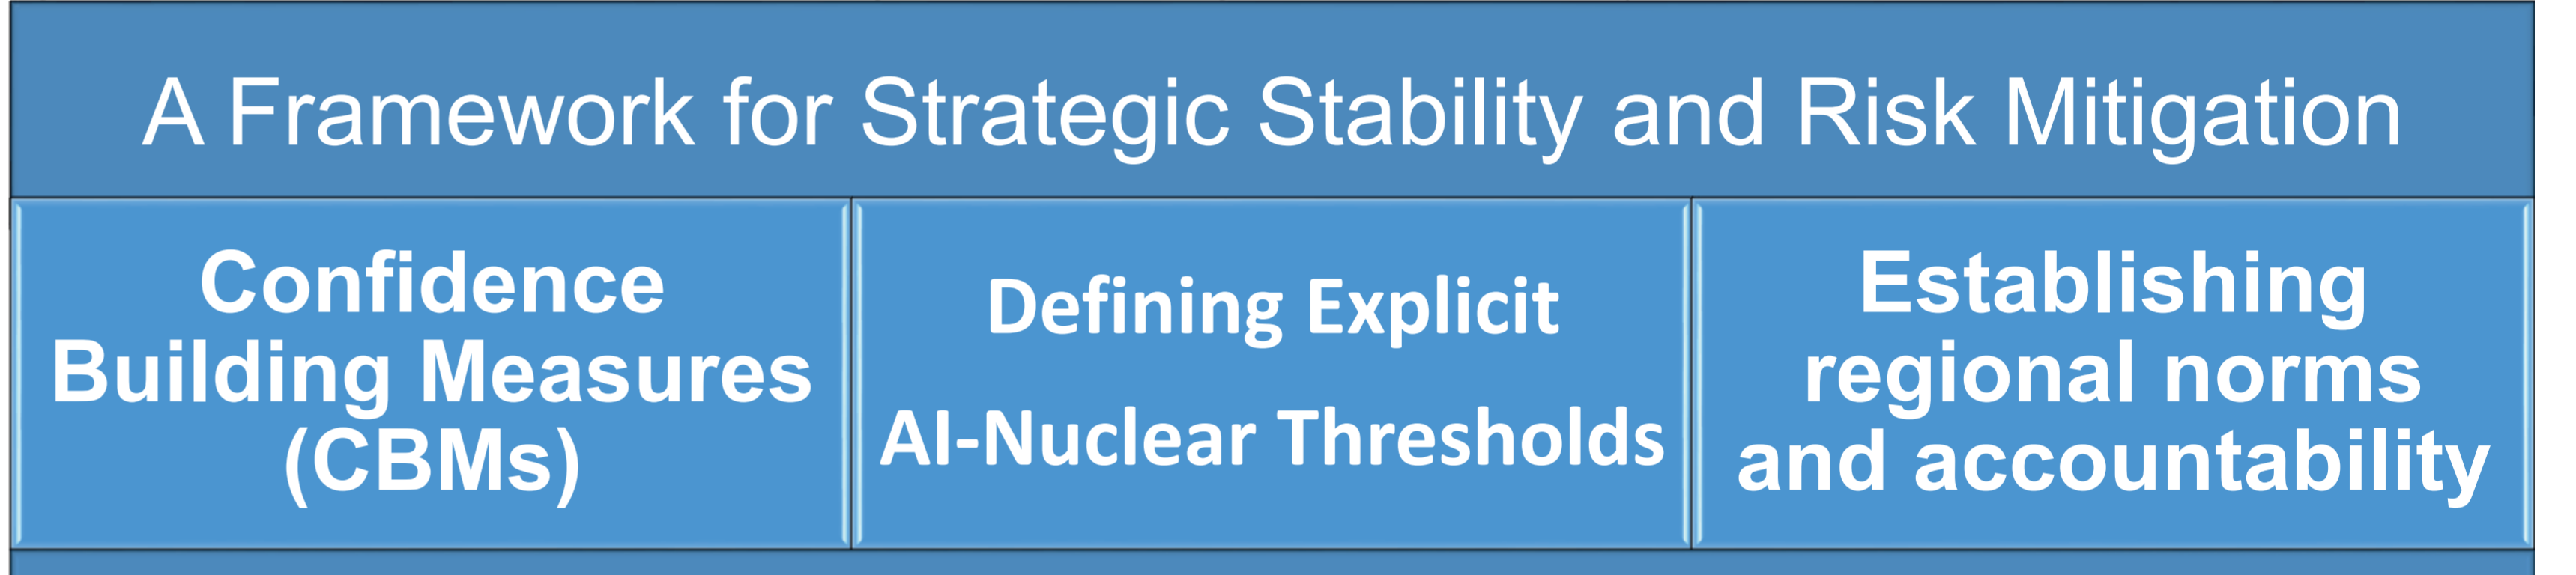 A Framework for Strategic Stability and Risk Mitigation
Confidence
Building Measures
(CBMs)
Defining Explicit
AI-Nuclear Thresholds
Establishing
regional norms
and accountability